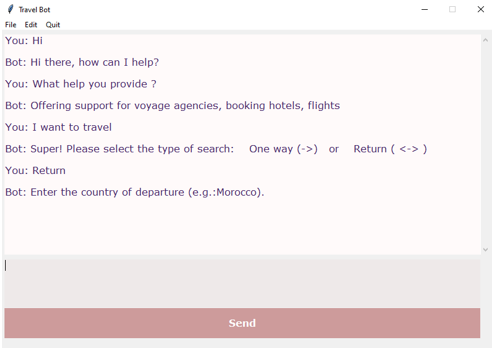 Travel Bot
File Edit Quit
You: Hi
Bot: Hi there, how can I help?
You: What help you provide ?
Bot: Offering support for voyage agencies, booking hotels, flights
You: I want to travel
Bot: Super! Please select the type of search: One way (->) or Return ( <-> )
You: Return
Bot: Enter the country of departure (e.g.:Morocco).
Send